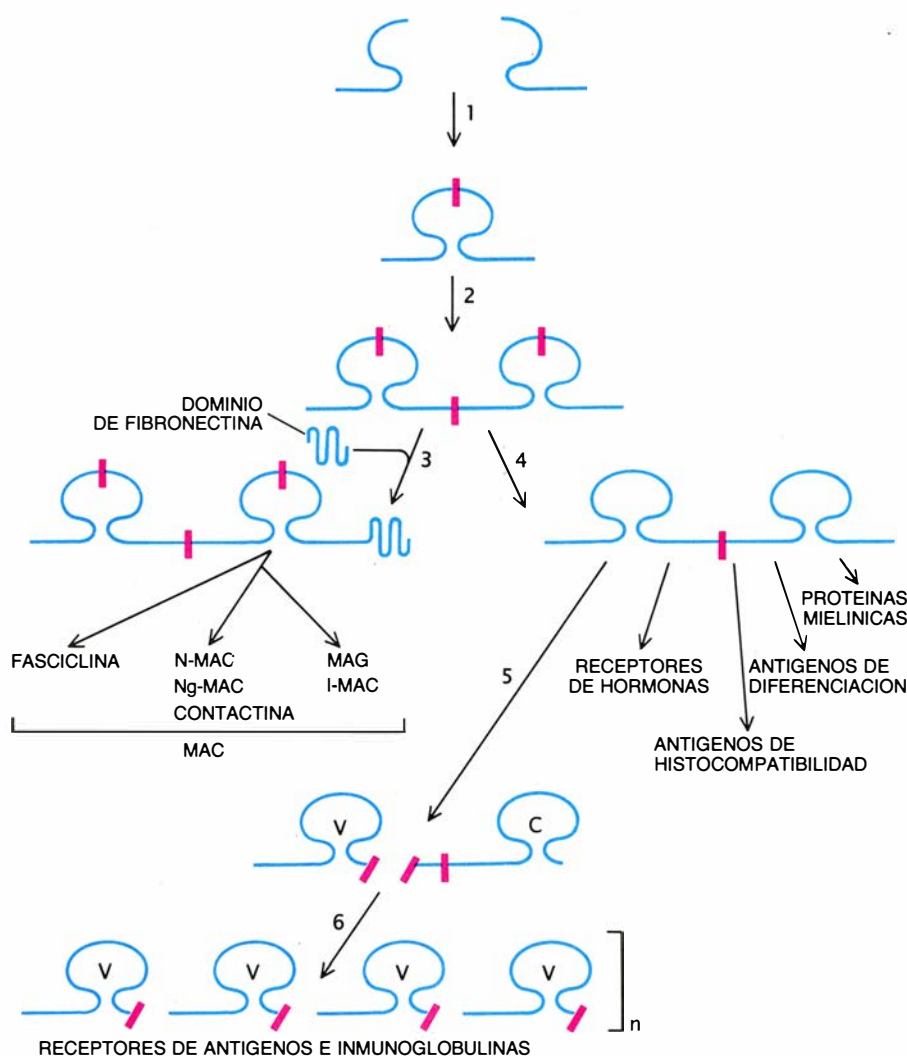 1
2
DOMINIO
DE FIBRONECTINA
3
4
FASCICLINA
N-MAC
Ng-MAC
CONTACTINA
MAG
I-MAC
MAC
5
RECEPTORES
DE HORMONAS
ANTIGENOS DE
HISTOCOMPATIBILIDAD
ANTIGENOS DE
DIFERENCIACION
PROTEINAS
MIELINICAS
V
C
6
V
V
V
V
n
RECEPTORES DE ANTIGENOS E INMUNOGLOBULINAS